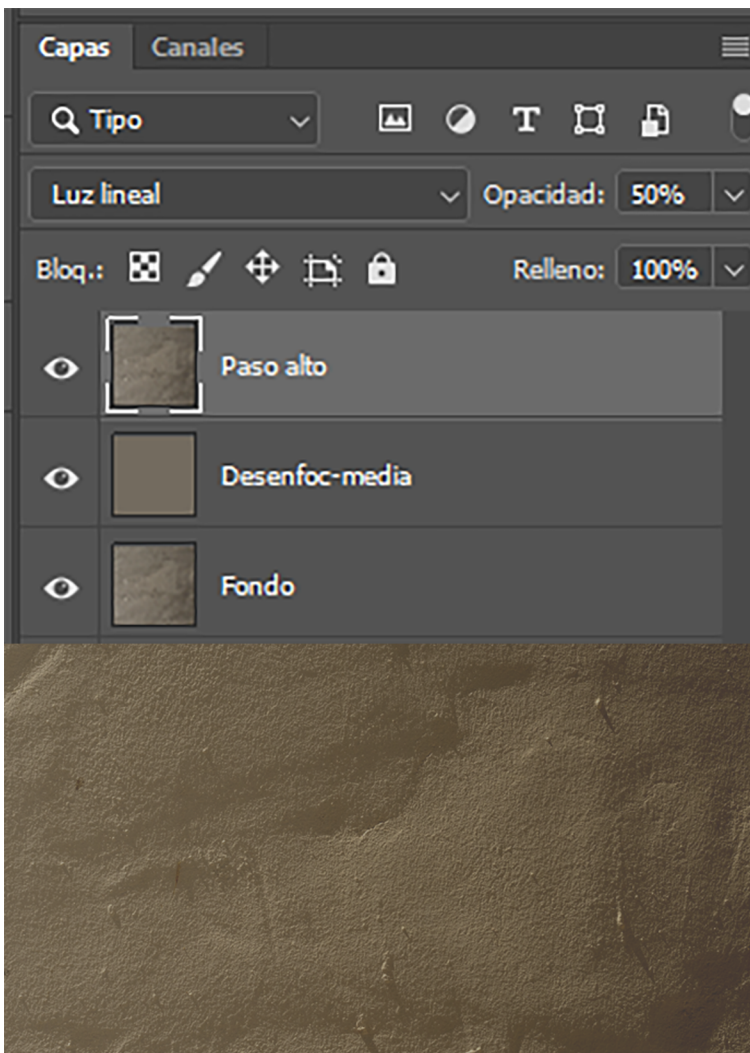 Capas Canales
Tipo
Luz lineal Opacidad: 50%
Bloq.: Relleno: 100%
Paso alto
Desenfoc-media
Fondo